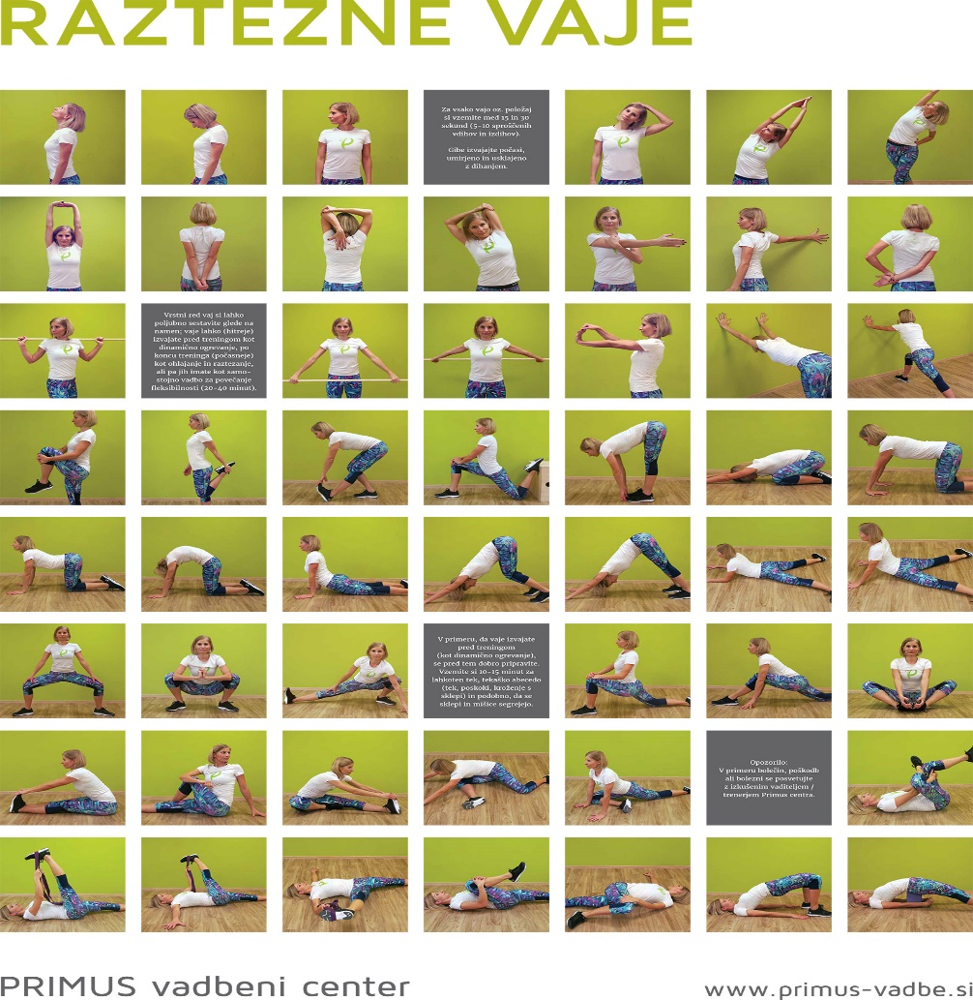 RAZTEZNE VAJE
Za vsako vajo oz. položaj
si vzemite med 15 in 30
sekund (5–10 sproščenih
vdihov in izdihov).
Gibe izvajajte počasi,
umirjeno in usklajeno
z dihanjem.
Vrstni red vaj si lahko
poljubno sestavite glede na
namen; vaje lahko (hitreje)
izvajate pred treningom kot
dinamično ogrevanje, po
koncu treninga (počasneje)
kot ohlajanje in raztezanje,
ali pa jih imate kot samo-
stojno vadbo za povečanje
fleksibilnosti (20–40 minut).
V primeru, da vaje izvajate
pred treningom
(kot dinamično ogrevanje),
se pred tem dobro pripravite.
Vzemite si 10–15 minut za
lahkoten tek, tekaško abecedo
(tek, poskoki, kroženje s
sklepi) in podobno, da se
sklepi in mišice segrejejo.
Opozorilo:
V primeru bolečin, poškodb
ali bolezni se posvetujte
z izkušenim vaditeljem /
trenerjem Primus centra.
PRIMUS vadbeni center
www.primus-vadbe.si